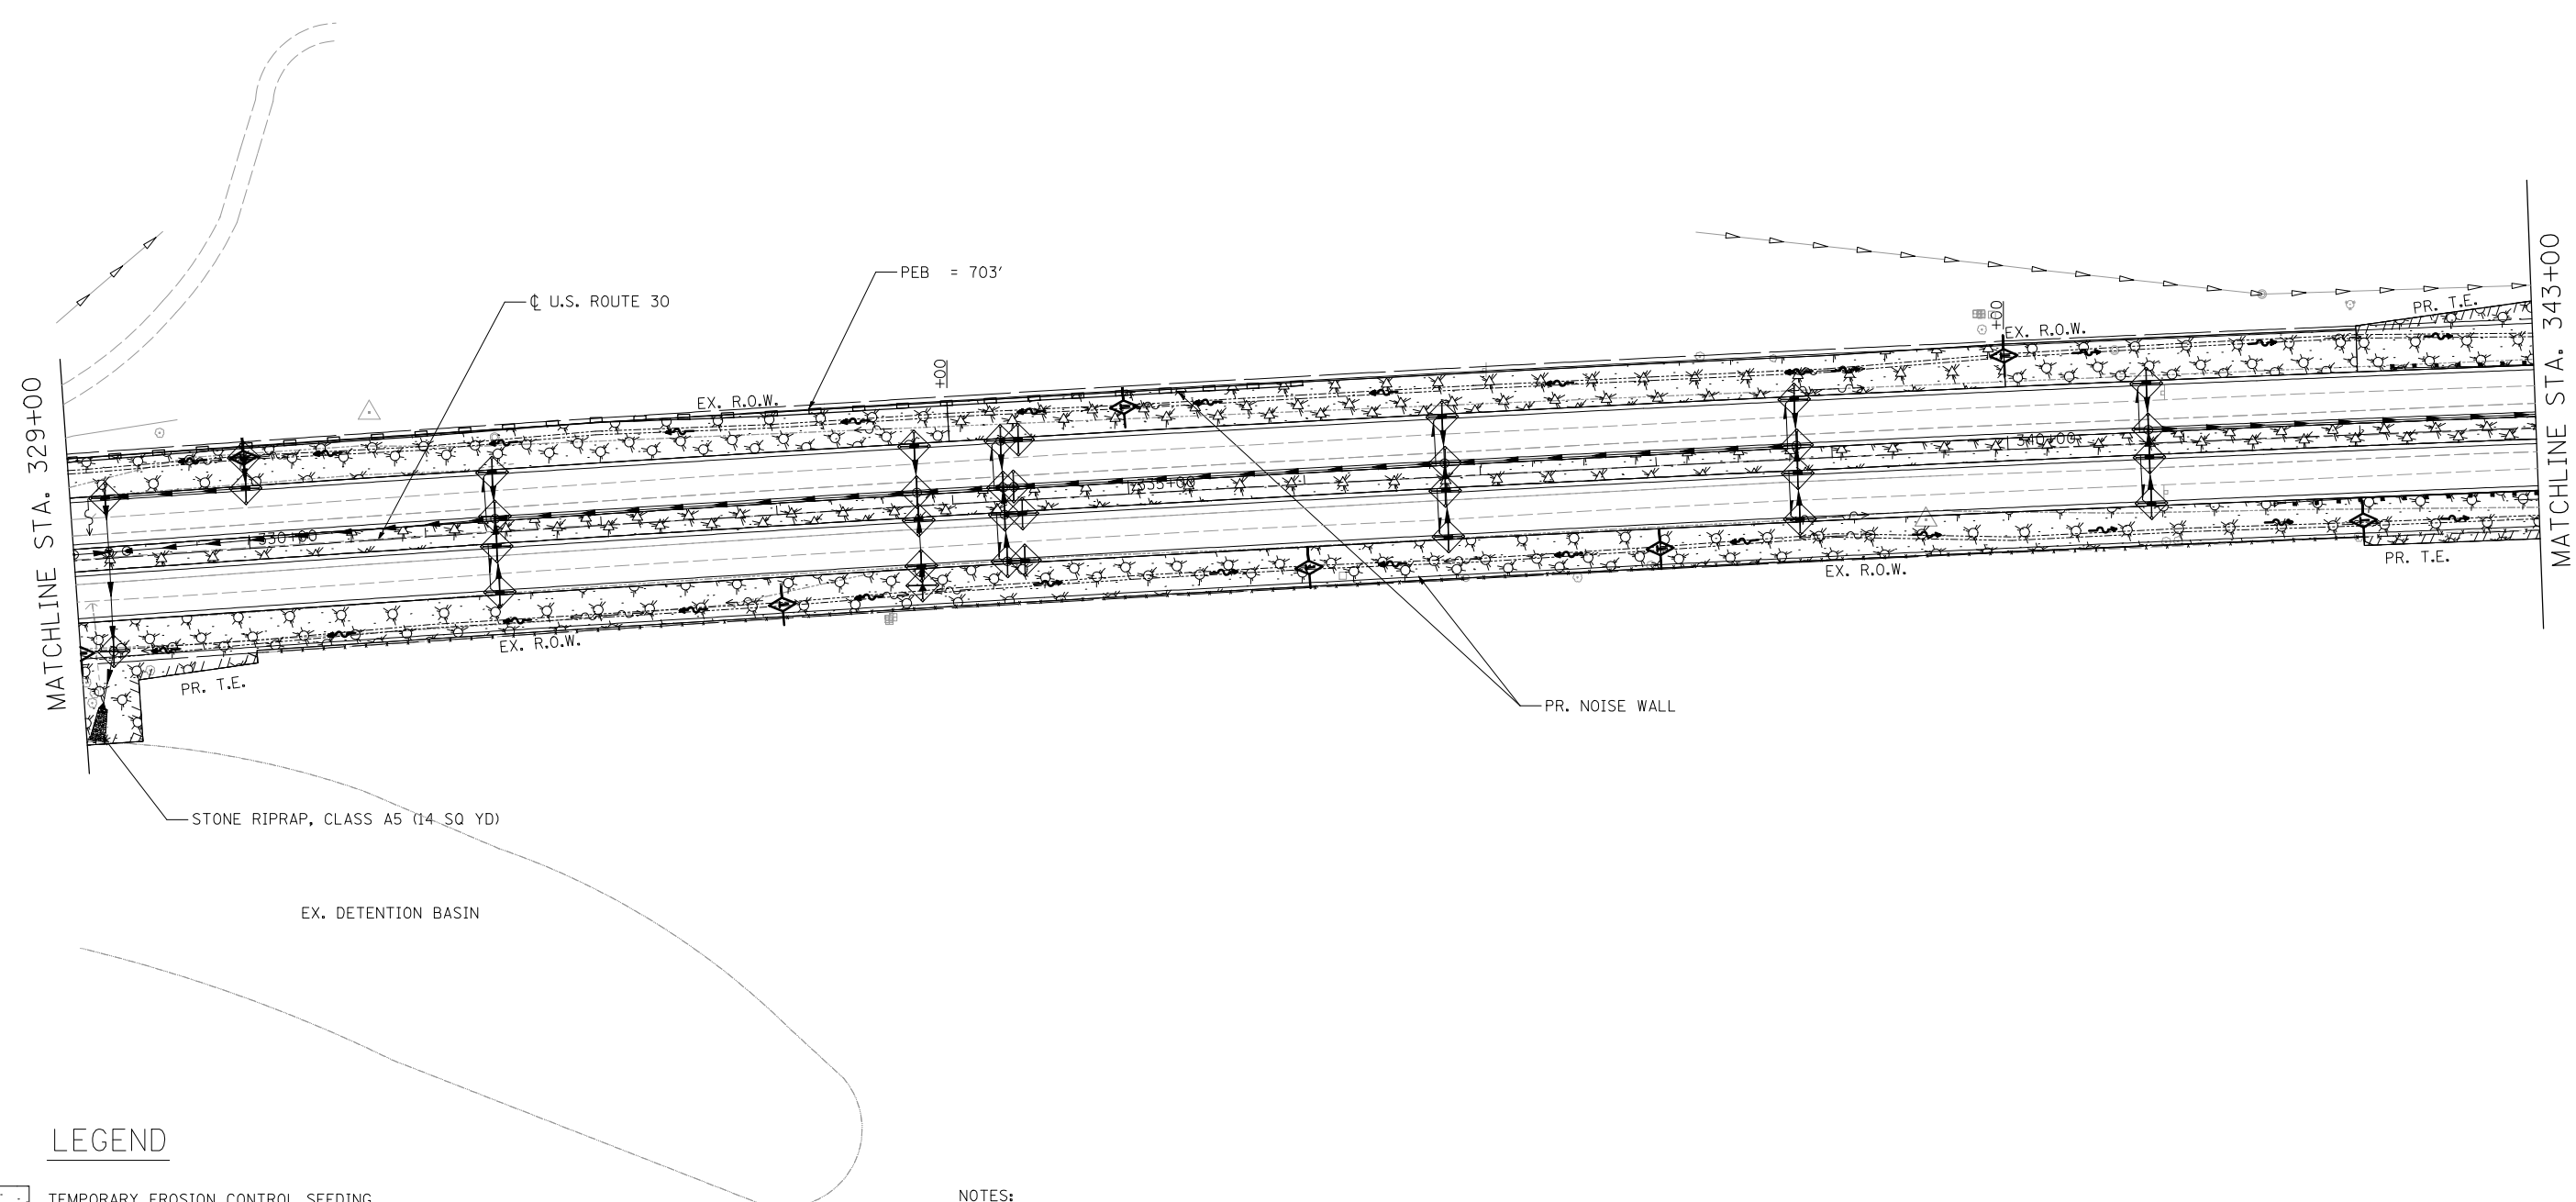 PEB = 703'
℄ U.S. ROUTE 30
EX. R.O.W.
+00
+00
EX. R.O.W.
PR. T.E.
MATCHLINE STA. 329+00
MATCHLINE STA. 343+00
330+00
335+00
340+00
EX. R.O.W.
EX. R.O.W.
PR. T.E.
PR. T.E.
PR. NOISE WALL
STONE RIPRAP, CLASS A5 (14 SQ YD)
EX. DETENTION BASIN
LEGEND
TEMPORARY EROSION CONTROL SEEDING
NOTES: